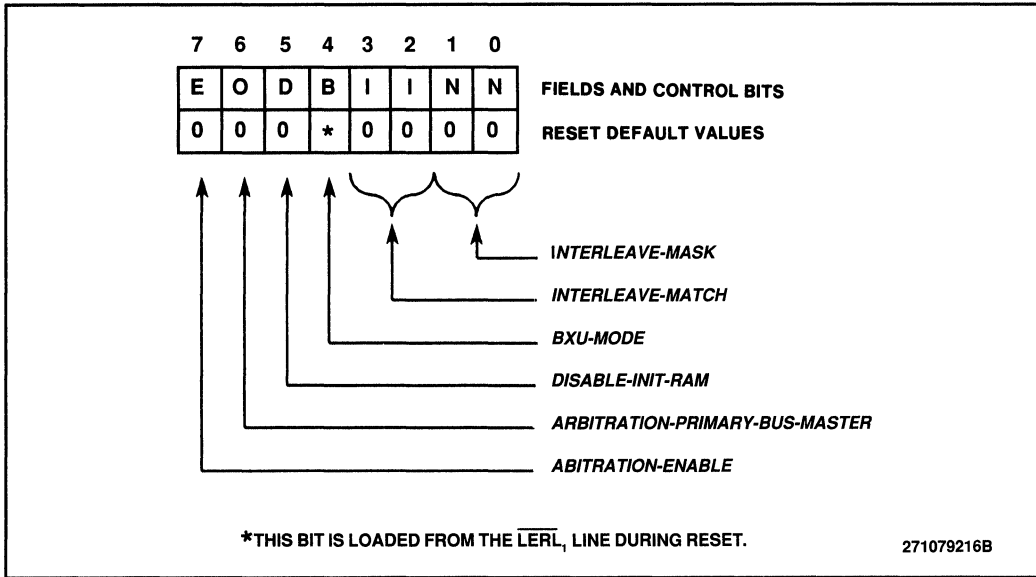 7 6 5 4 3 2 1 0
E O D B I I N N FIELDS AND CONTROL BITS
0 0 0 * 0 0 0 0 RESET DEFAULT VALUES
INTERLEAVE-MASK
INTERLEAVE-MATCH
BXU-MODE
DISABLE-INIT-RAM
ARBITRATION-PRIMARY-BUS-MASTER
ABITRATION-ENABLE
*THIS BIT IS LOADED FROM THE L̅E̅R̅L̅₁ LINE DURING RESET.
271079216B